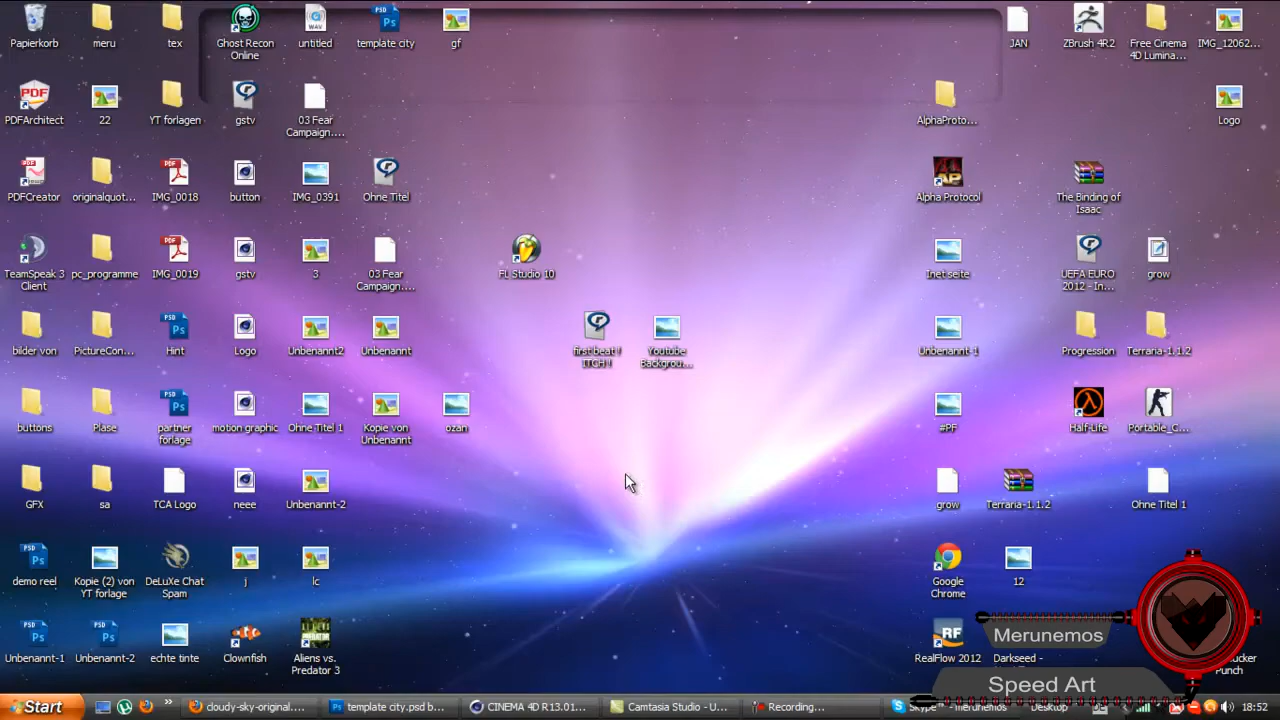 Papierkorb
meru
tex
Ghost Recon
Online
untitled
template city
gf
JAN
ZBrush 4R2
Free Cinema
4D Lumina...
IMG_12062...
PDFArchitect
22
YT forlagen
gstv
03 Fear
Campaign....
AlphaProto...
Logo
PDFCreator
originalquot...
IMG_0018
button
IMG_0391
Ohne Titel
Alpha Protocol
The Binding of
Isaac
TeamSpeak 3
Client
pc_programme
IMG_0019
gstv
3
03 Fear
Campaign....
FL Studio 10
Inet seite
UEFA EURO
2012 - In...
grow
bilder von
PictureCon...
Hint
Logo
Unbenannt2
Unbenannt
first beat !
ITCH !
Youtube
Backgrou...
Unbenannt-1
Progression
Terraria-1.1.2
buttons
Plase
partner
forlage
motion graphic
Ohne Titel 1
Kopie von
Unbenannt
ozan
#PF
Half-Life
Portable_C...
GFX
sa
TCA Logo
neee
Unbenannt-2
grow
Terraria-1.1.2
Ohne Titel 1
demo reel
Kopie (2) von
YT forlage
DeLuXe Chat
Spam
j
lc
Google
Chrome
12
Unbenannt-1
Unbenannt-2
echte tinte
Clownfish
Aliens vs.
Predator 3
RealFlow 2012
Darkseed -
Punch
Merunemos
Speed Art
Start
cloudy-sky-original....
template city.psd b...
CINEMA 4D R13.01...
Camtasia Studio - U...
Recording...
Skype
merunemos
Desktop
DE
18:52